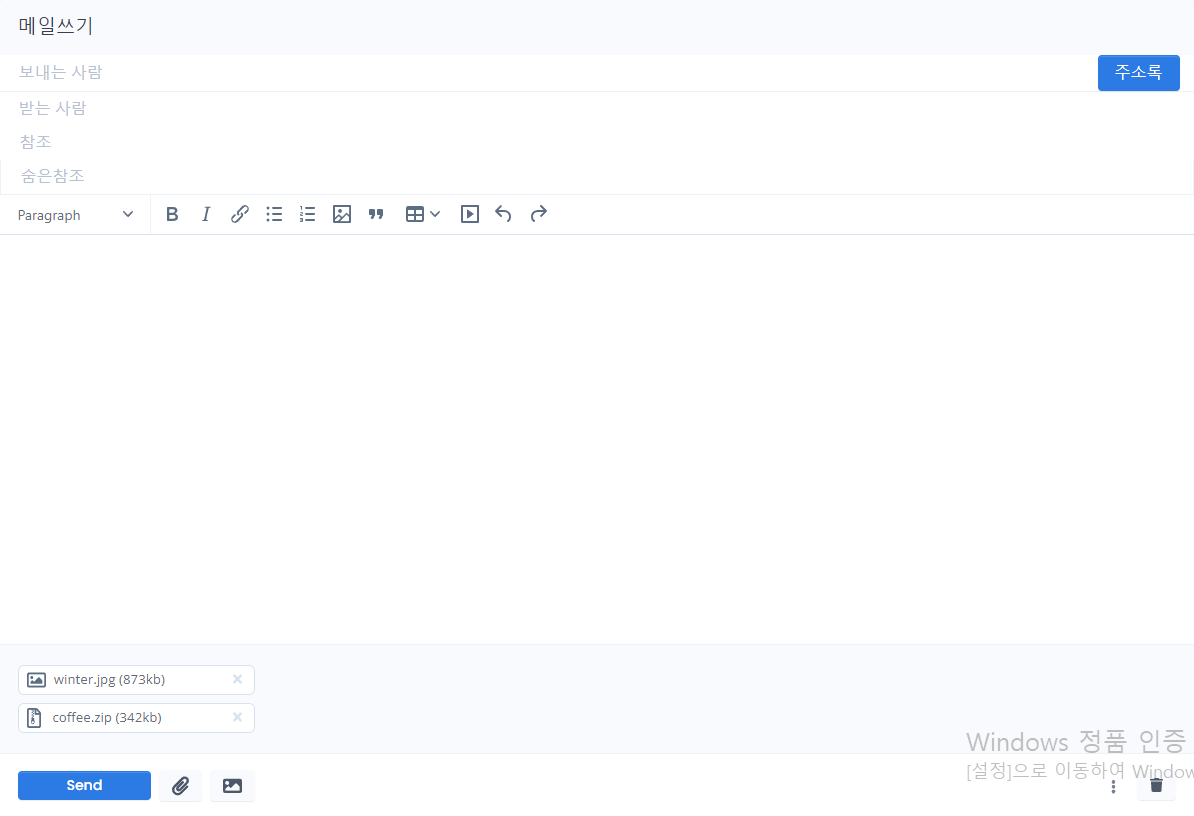 메일쓰기
보내는 사람
주소록
받는 사람
참조
숨은참조
Paragraph
winter.jpg (873kb)
coffee.zip (342kb)
Windows 정품 인증
[설정]으로 이동하여 Window
Send